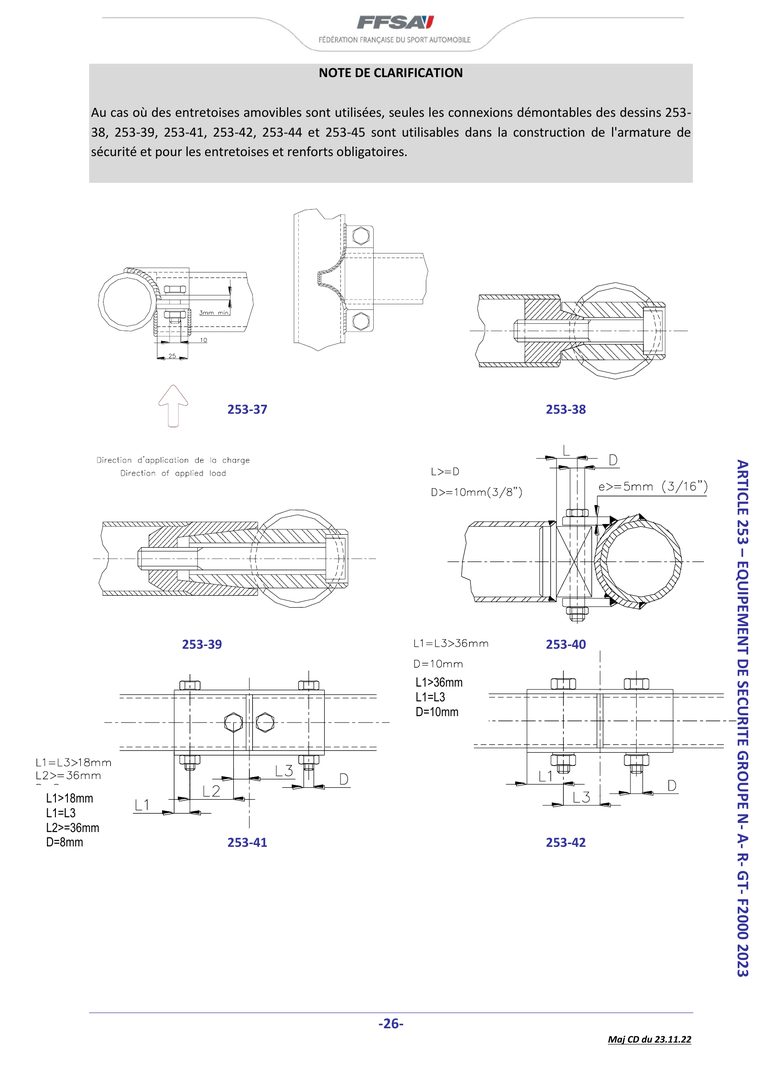 FFSA
FÉDÉRATION FRANÇAISE DU SPORT AUTOMOBILE
NOTE DE CLARIFICATION
Au cas où des entretoises amovibles sont utilisées, seules les connexions démontables des dessins 253-
38, 253-39, 253-41, 253-42, 253-44 et 253-45 sont utilisables dans la construction de l'armature de
sécurité et pour les entretoises et renforts obligatoires.
3mm min.
10
25
253-37
253-38
Direction d'application de la charge
Direction of applied load
L>=D
D>=10mm(3/8")
L
D
e>=5mm (3/16")
253-39
253-40
L1=L3>36mm
D=10mm
L1>36mm
L1=L3
D=10mm
L1=L3>18mm
L2>=36mm
L1>18mm
L1=L3
L2>=36mm
D=8mm
L1
L2
L3
D
253-41
L1
L3
D
253-42
ARTICLE 253 – EQUIPEMENT DE SECURITE GROUPE N- A- R- GT- F2000 2023
-26-
Maj CD du 23.11.22